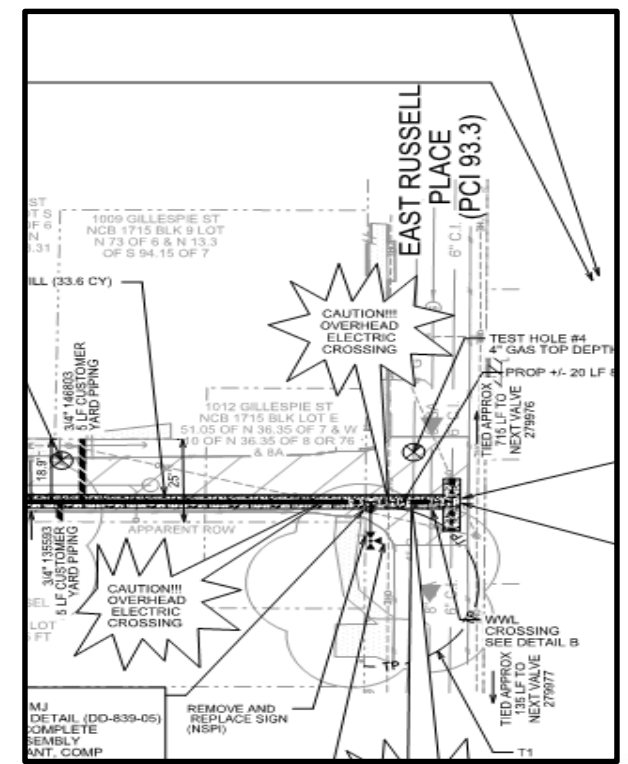 EAST RUSSELL
PLACE
(PCI 93.3)
6" C.I.
1009 GILLESPIE ST
NCB 1715 BLK 9 LOT
N 73 OF 6 & N 13.3
OF S 94.15 OF 7
ILL (33.6 CY)
CAUTION!!!
OVERHEAD
ELECTRIC
CROSSING
TEST HOLE #4
4" GAS TOP DEPTH
PROP +/- 20 LF 8
3/4" 146803
5 LF CUSTOMER
YARD PIPING
1012 GILLESPIE ST
NCB 1715 BLK LOT E
51.05 OF N 36.35 OF 7 & W
10 OF N 36.35 OF 8 OR 76
& 8A
TIED APPROX
715 LF TO
NEXT VALVE
279976
18.9'
25'
APPARENT ROW
3/4" 135593
5 LF CUSTOMER
YARD PIPING
CAUTION!!!
OVERHEAD
ELECTRIC
CROSSING
6" C.I.
WWL
CROSSING
SEE DETAIL B
TIED APPROX
135 LF TO
NEXT VALVE
279977
TP
T1
REMOVE AND
REPLACE SIGN
(NSPI)
MJ
DETAIL (DD-839-05)
COMPLETE
SEMBLY
ANT, COMP